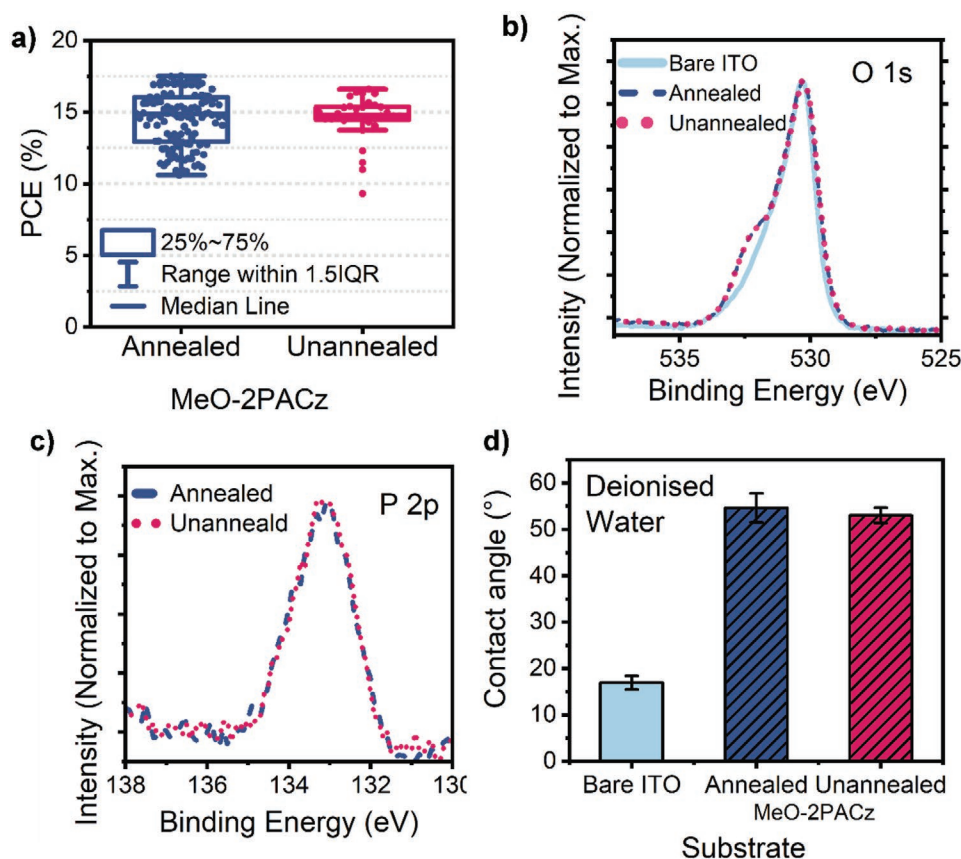 a)
20
15
10
5
0
PCE (%)
25%~75%
Range within 1.5IQR
Median Line
Annealed
Unannealed
MeO-2PACz
b)
Intensity (Normalized to Max.)
Bare ITO
Annealed
Unannealed
O 1s
535
530
525
Binding Energy (eV)
c)
Intensity (Normalized to Max.)
Annealed
Unanneald
P 2p
138
136
134
132
130
Binding Energy (eV)
d)
Contact angle (°)
60
50
40
30
20
10
0
Deionised
Water
Bare ITO
Annealed
Unannealed
MeO-2PACz
Substrate